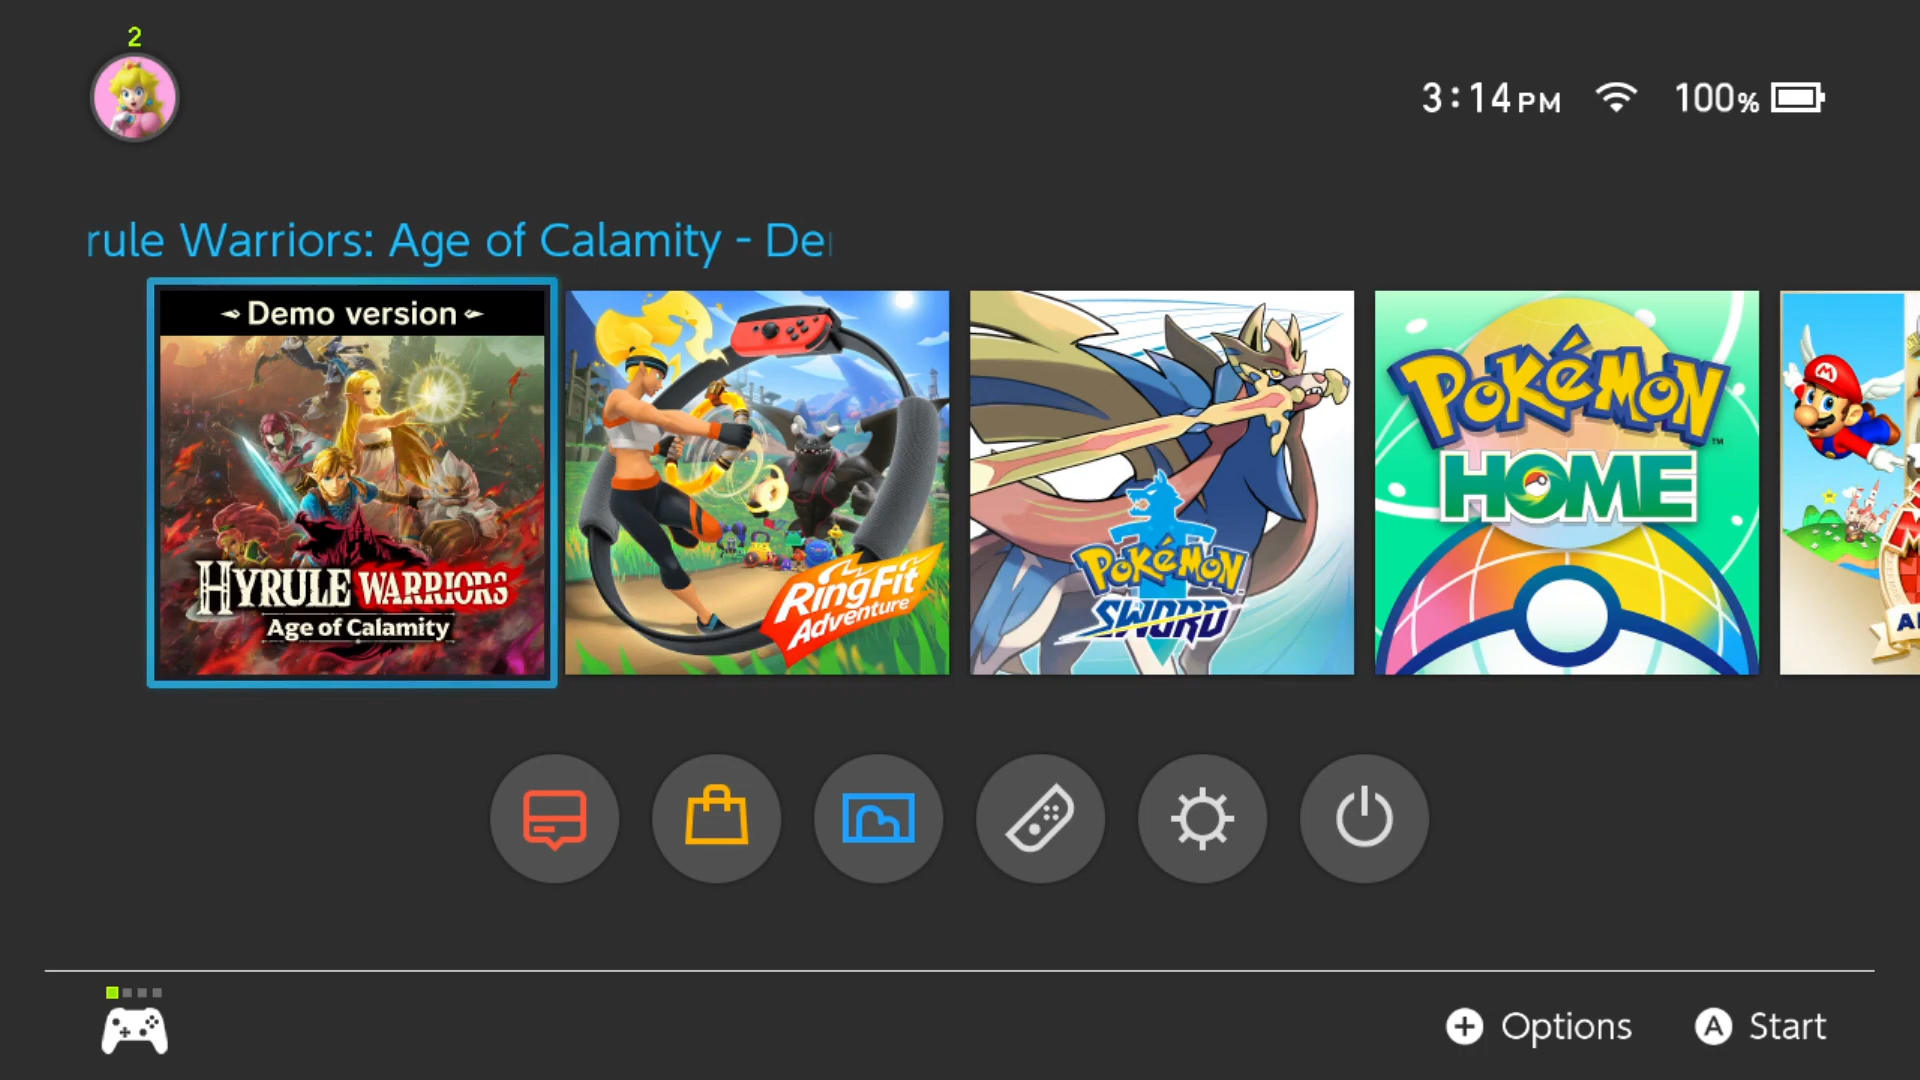 2
3:14 PM
100%
rule Warriors: Age of Calamity - De
Demo version
HYRULE WARRIORS
Age of Calamity
RingFit
Adventure
POKéMON
SWORD
POKéMON
™
HOME
M
Options
A Start